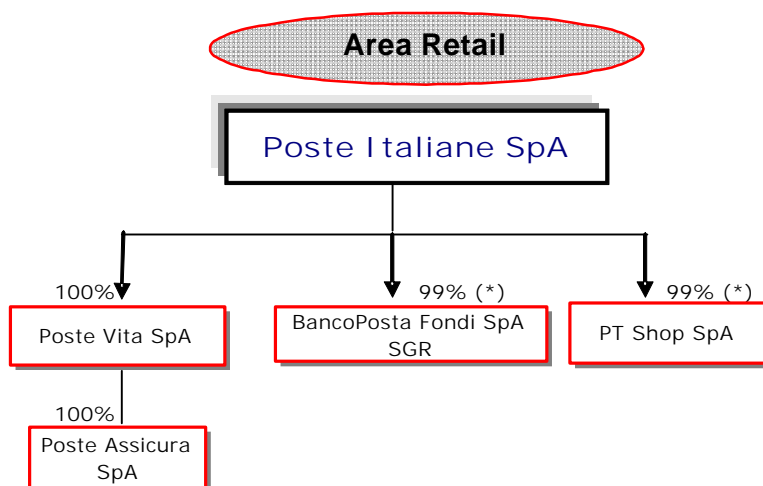 Area Retail
Poste Italiane SpA
100%
99% (*)
99% (*)
Poste Vita SpA
BancoPosta Fondi SpA
SGR
PT Shop SpA
100%
Poste Assicura
SpA